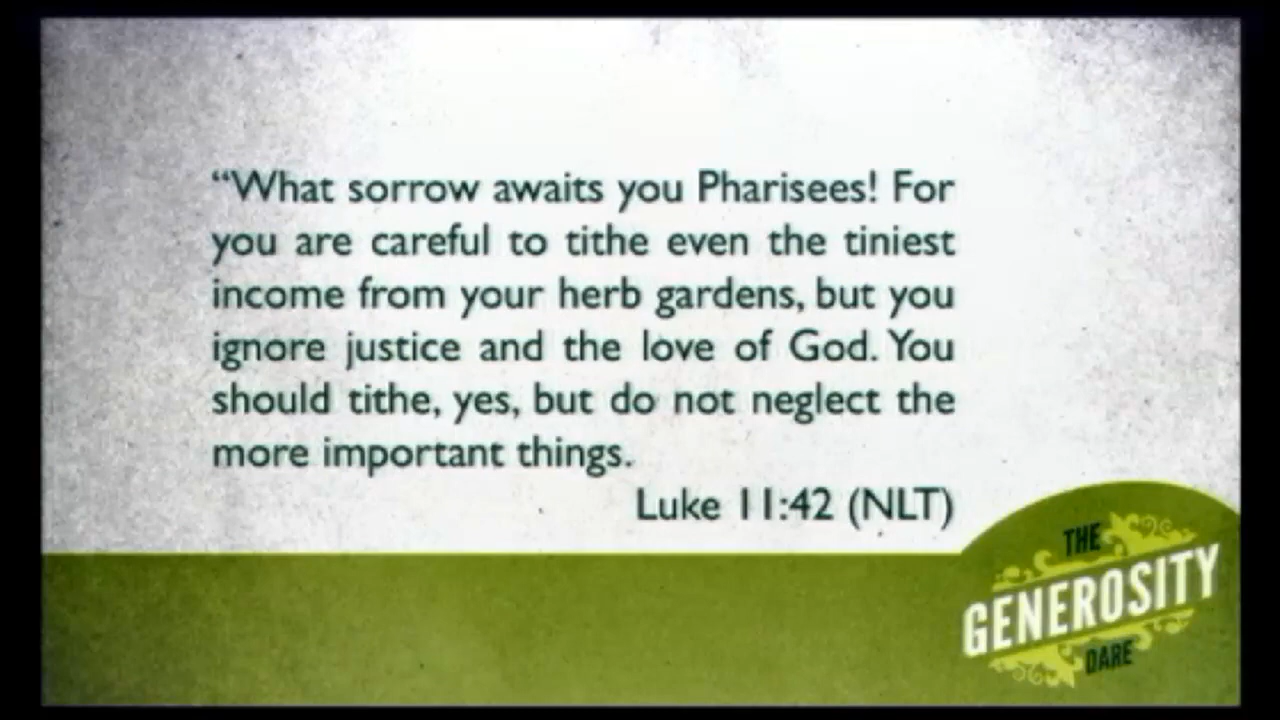 “What sorrow awaits you Pharisees! For
you are careful to tithe even the tiniest
income from your herb gardens, but you
ignore justice and the love of God. You
should tithe, yes, but do not neglect the
more important things.
Luke 11:42 (NLT)
THE
GENEROSITY
DARE